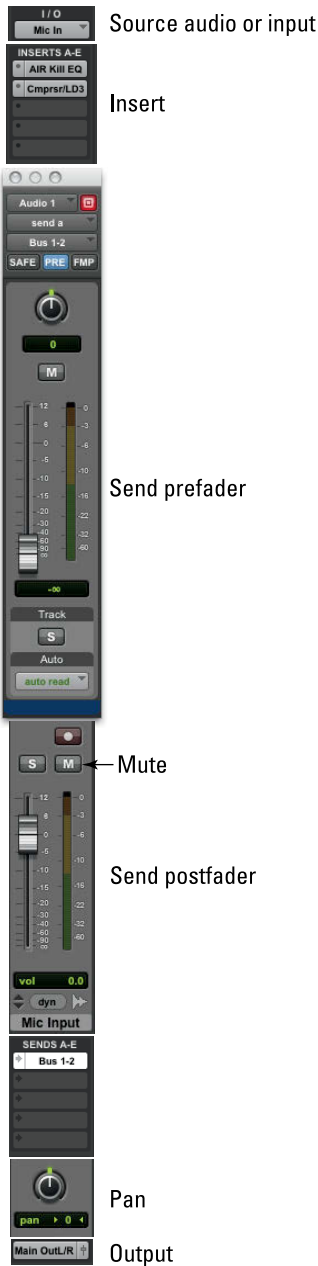 I / O
Mic In
Source audio or input
INSERTS A-E
AIR Kill EQ
Cmprsr/LD3
Insert
Audio 1
send a
Bus 1-2
SAFE PRE FMP
0
M
12 0
6 -3
0 -6
-5
-10 -10
-15 -16
-20 -22
-30
-40 -32
-60
-90 -60
∞
Send prefader
-∞
Track
S
Auto
auto read
S M
Mute
12 0
6 -3
0 -6
-5
-10 -10
-15 -16
-20 -22
-30
-40 -32
-60
-90 -60
∞
Send postfader
vol 0.0
dyn
Mic Input
SENDS A-E
Bus 1-2
Pan
pan 0
Main OutL/R
Output